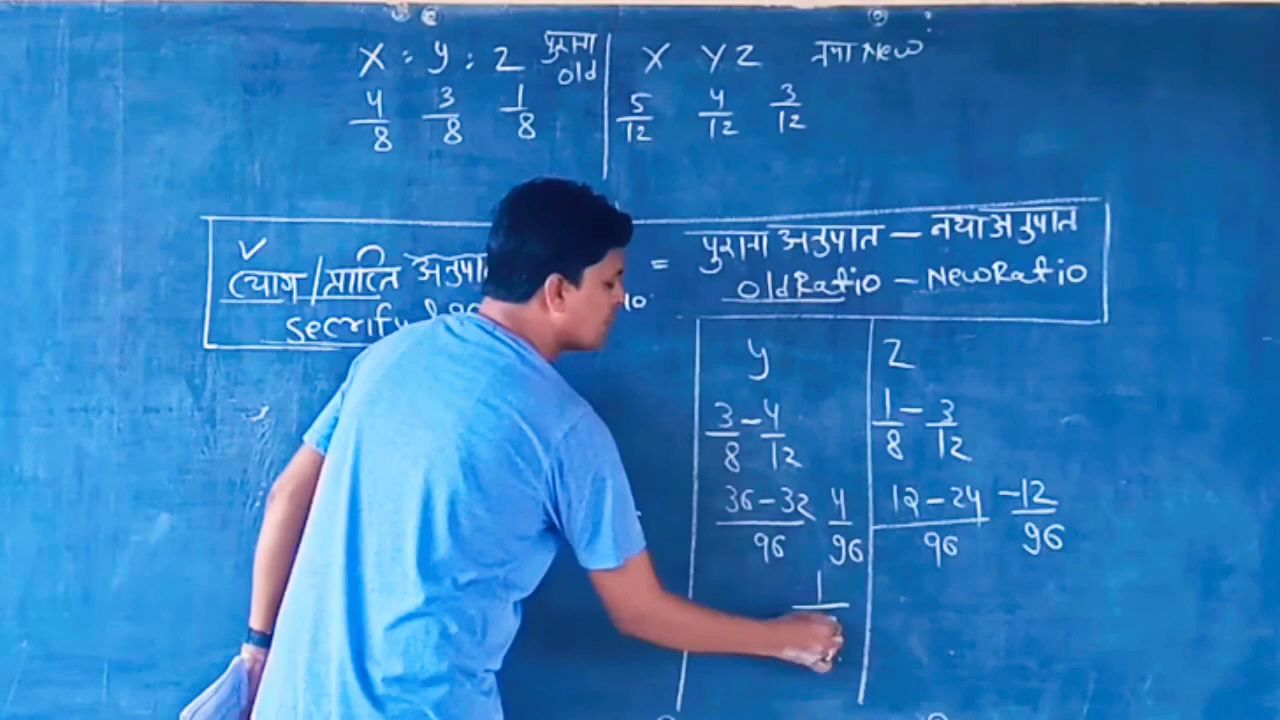 X : y : Z पुराना Old
4/8 3/8 1/8
X Y Z नया New
5/12 4/12 3/12
त्याग/प्राप्ति
= पुराना अनुपात – नया अनुपात
Old Ratio – New Ratio
y
3/8 – 4/12
36 – 32/96 4/96
1
Z
1/8 – 3/12
12 – 24/96 –12/96